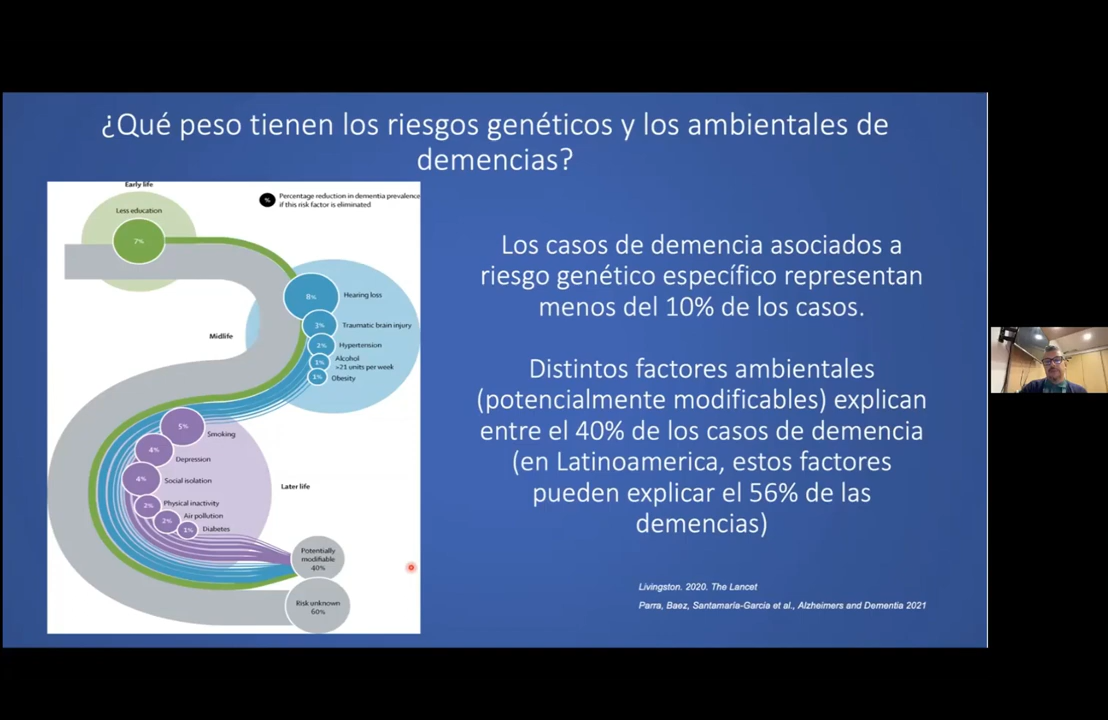 ¿Qué peso tienen los riesgos genéticos y los ambientales de
demencias?
Early life
Less education
7%
%
Percentage reduction in dementia prevalence
if this risk factor is eliminated
8%
Hearing loss
3%
Traumatic brain injury
Midlife
2%
Hypertension
1%
Alcohol
>21 units per week
1%
Obesity
5%
Smoking
4%
Depression
4%
Social isolation
Later life
2%
Physical inactivity
2%
Air pollution
1%
Diabetes
Potentially
modifiable
40%
Risk unknown
60%
Los casos de demencia asociados a
riesgo genético específico representan
menos del 10% de los casos.
Distintos factores ambientales
(potencialmente modificables) explican
entre el 40% de los casos de demencia
(en Latinoamerica, estos factores
pueden explicar el 56% de las
demencias)
Livingston. 2020. The Lancet
Parra, Baez, Santamaría-Garcia et al., Alzheimers and Dementia 2021